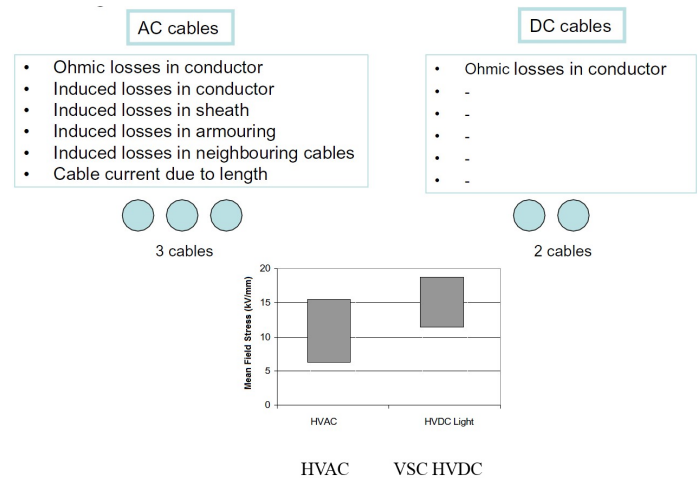 AC cables
DC cables
• Ohmic losses in conductor
• Induced losses in conductor
• Induced losses in sheath
• Induced losses in armouring
• Induced losses in neighbouring cables
• Cable current due to length
• Ohmic losses in conductor
• -
• -
• -
• -
• -
3 cables
2 cables
Mean Field Stress (kV/mm)
20
15
10
5
0
HVAC
HVDC Light
HVAC
VSC HVDC